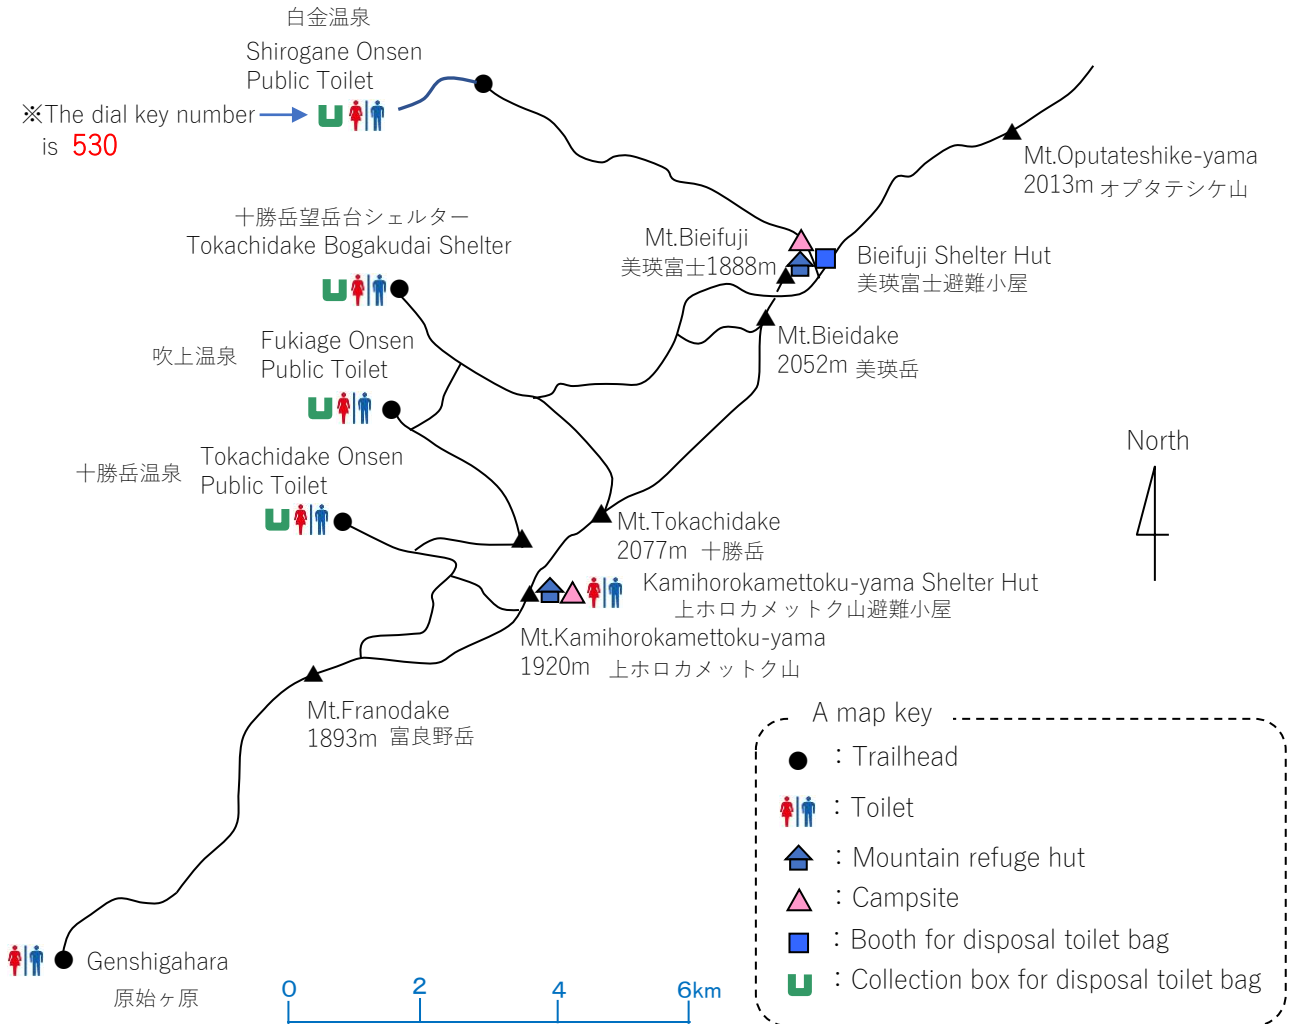 白金温泉
Shirogane Onsen
Public Toilet
※The dial key number
is 530
Mt.Oputateshike-yama
2013m オプタテシケ山
十勝岳望岳台シェルター
Tokachidake Bogakudai Shelter
Mt.Bieifuji
美瑛富士1888m
Bieifuji Shelter Hut
美瑛富士避難小屋
吹上温泉
Fukiage Onsen
Public Toilet
Mt.Bieidake
2052m 美瑛岳
North
十勝岳温泉
Tokachidake Onsen
Public Toilet
Mt.Tokachidake
2077m 十勝岳
Kamihorokamettoku-yama Shelter Hut
上ホロカメットク山避難小屋
Mt.Kamihorokamettoku-yama
1920m 上ホロカメットク山
Mt.Franodake
1893m 富良野岳
A map key
：Trailhead
：Toilet
：Mountain refuge hut
：Campsite
：Booth for disposal toilet bag
：Collection box for disposal toilet bag
Genshigahara
原始ヶ原
0 2 4 6km